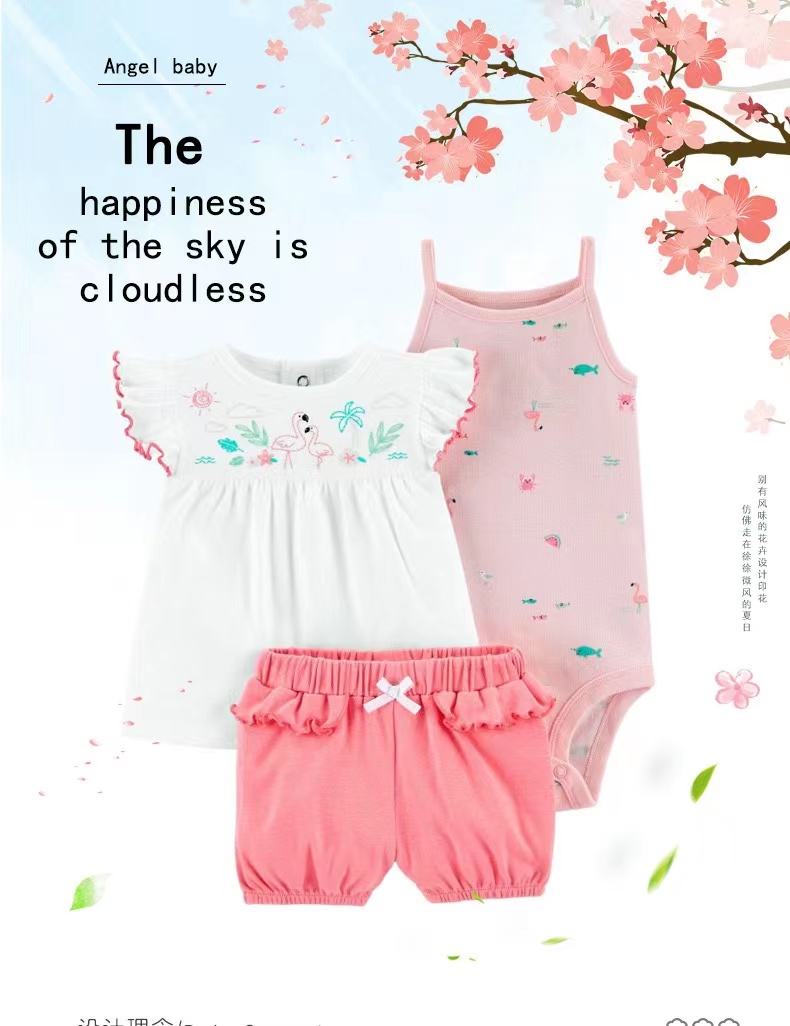 Angel baby
The
happiness
of the sky is
cloudless
别有风味的花卉设计印花
仿佛走在徐徐微风的夏日